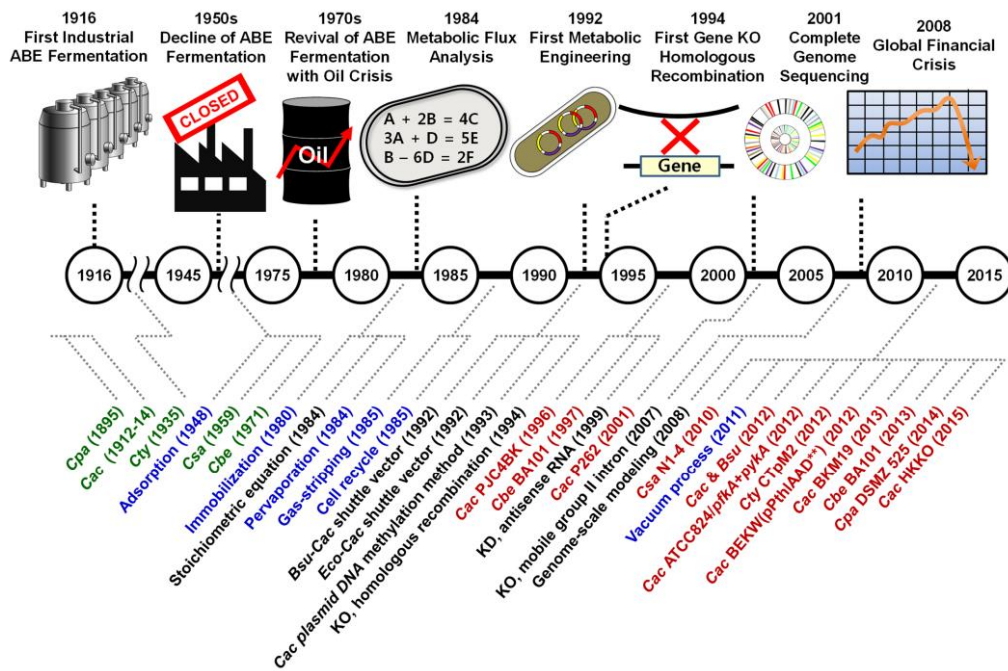 1916
First Industrial
ABE Fermentation
1950s
Decline of ABE
Fermentation
1970s
Revival of ABE
Fermentation
with Oil Crisis
1984
Metabolic Flux
Analysis
1992
First Metabolic
Engineering
1994
First Gene KO
Homologous
Recombination
2001
Complete
Genome
Sequencing
2008
Global Financial
Crisis
CLOSED
Oil
A + 2B = 4C
3A + D = 5E
B - 6D = 2F
Gene
1916
1945
1975
1980
1985
1990
1995
2000
2005
2010
2015
Cpa (1895)
Cac (1912-14)
Cty (1935)
Adsorption (1948)
Csa (1959)
Cbe (1971)
Immobilization (1980)
Stoichiometric equation (1984)
Pervaporation (1984)
Gas-stripping (1985)
Cell recycle (1985)
Bsu-Cac shuttle vector (1992)
Eco-Cac shuttle vector (1992)
Cac plasmid DNA methylation method (1993)
KO, homologous recombination (1994)
Cac PJC4BK (1996)
Cbe BA101 (1997)
KD, antisense RNA (1999)
Cac P262 (2001)
KO, mobile group II intron (2007)
Genome-scale modeling (2008)
Csa N1-4 (2010)
Vacuum process (2011)
Cac & Bsu (2012)
Cac ATCC824/pfkA+pykA (2012)
Cty CTpM2 (2012)
Cac BEKW(pPthlAAD**) (2012)
Cac BKM19 (2013)
Cbe BA101 (2013)
Cpa DSMZ 525 (2014)
Cac HKKO (2015)